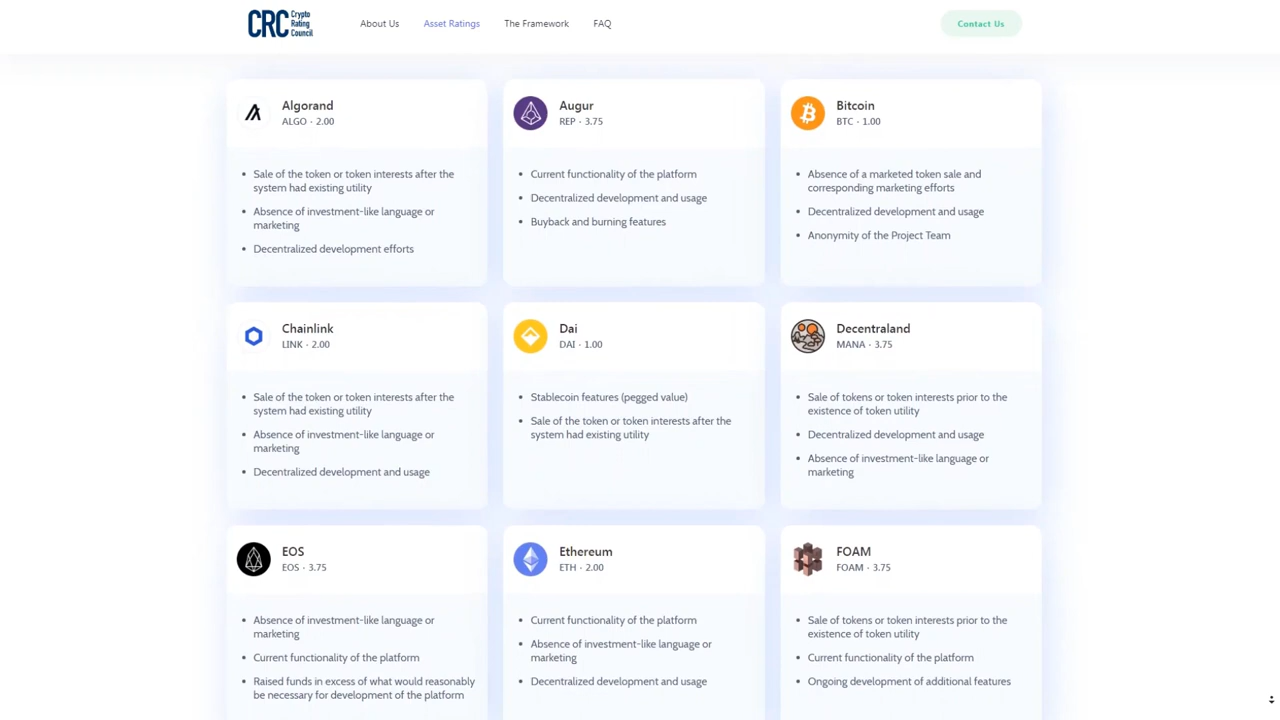 CRC Crypto
Rating
Council
About Us
Asset Ratings
The Framework
FAQ
Contact Us
Algorand
ALGO · 2.00
• Sale of the token or token interests after the
system had existing utility
• Absence of investment-like language or
marketing
• Decentralized development efforts
Augur
REP · 3.75
• Current functionality of the platform
• Decentralized development and usage
• Buyback and burning features
Bitcoin
BTC · 1.00
• Absence of a marketed token sale and
corresponding marketing efforts
• Decentralized development and usage
• Anonymity of the Project Team
Chainlink
LINK · 2.00
• Sale of the token or token interests after the
system had existing utility
• Absence of investment-like language or
marketing
• Decentralized development and usage
Dai
DAI · 1.00
• Stablecoin features (pegged value)
• Sale of the token or token interests after the
system had existing utility
Decentraland
MANA · 3.75
• Sale of tokens or token interests prior to the
existence of token utility
• Decentralized development and usage
• Absence of investment-like language or
marketing
EOS
EOS · 3.75
• Absence of investment-like language or
marketing
• Current functionality of the platform
• Raised funds in excess of what would reasonably
be necessary for development of the platform
Ethereum
ETH · 2.00
• Current functionality of the platform
• Absence of investment-like language or
marketing
• Decentralized development and usage
FOAM
FOAM · 3.75
• Sale of tokens or token interests prior to the
existence of token utility
• Current functionality of the platform
• Ongoing development of additional features